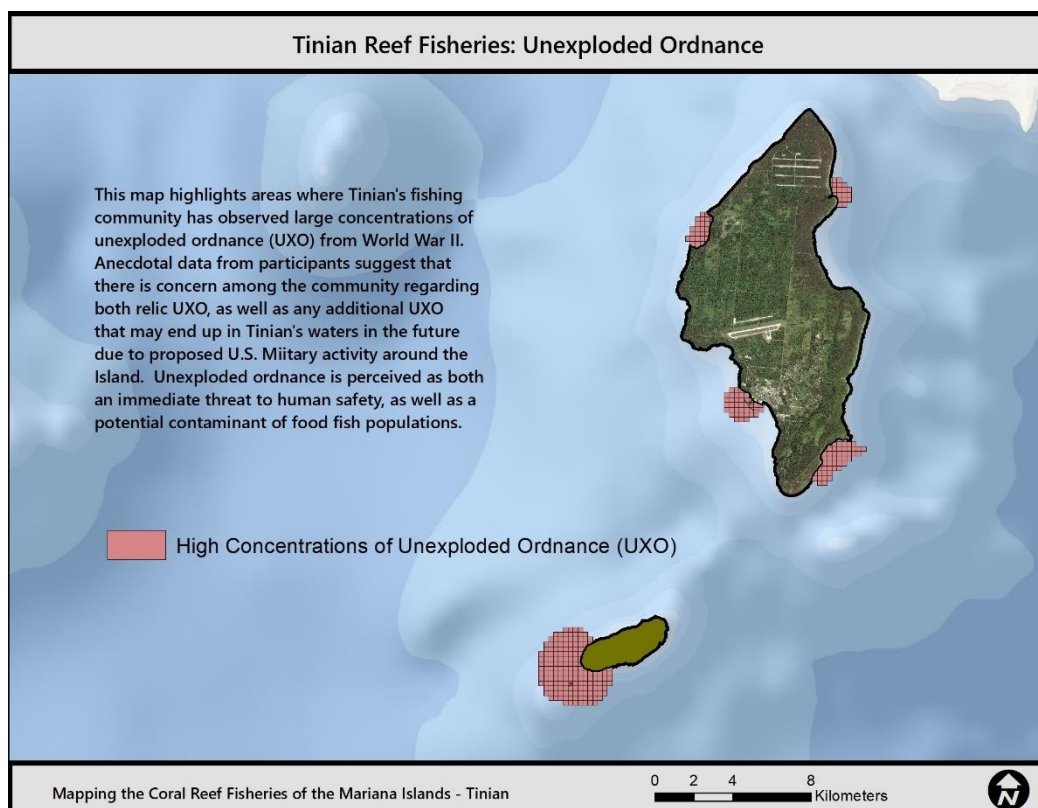 Tinian Reef Fisheries: Unexploded Ordnance
This map highlights areas where Tinian's fishing
community has observed large concentrations of
unexploded ordnance (UXO) from World War II.
Anecdotal data from participants suggest that
there is concern among the community regarding
both relic UXO, as well as any additional UXO
that may end up in Tinian's waters in the future
due to proposed U.S. Miitary activity around the
Island. Unexploded ordnance is perceived as both
an immediate threat to human safety, as well as a
potential contaminant of food fish populations.
High Concentrations of Unexploded Ordnance (UXO)
Mapping the Coral Reef Fisheries of the Mariana Islands - Tinian
0 2 4 8
Kilometers
N